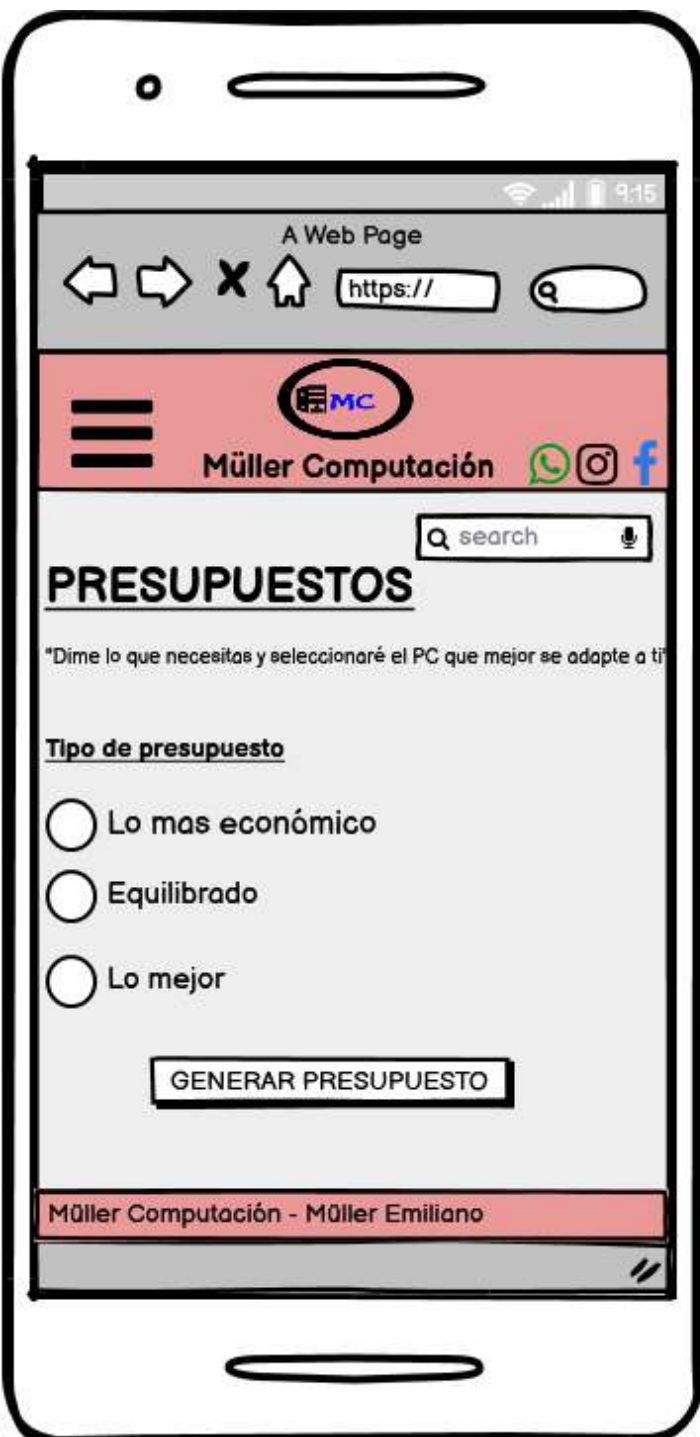 9:15
A Web Page
https://
MC
Müller Computación
search
PRESUPUESTOS
"Dime lo que necesitas y seleccionaré el PC que mejor se adapte a ti"
Tipo de presupuesto
Lo mas económico
Equilibrado
Lo mejor
GENERAR PRESUPUESTO
Müller Computación - Müller Emiliano